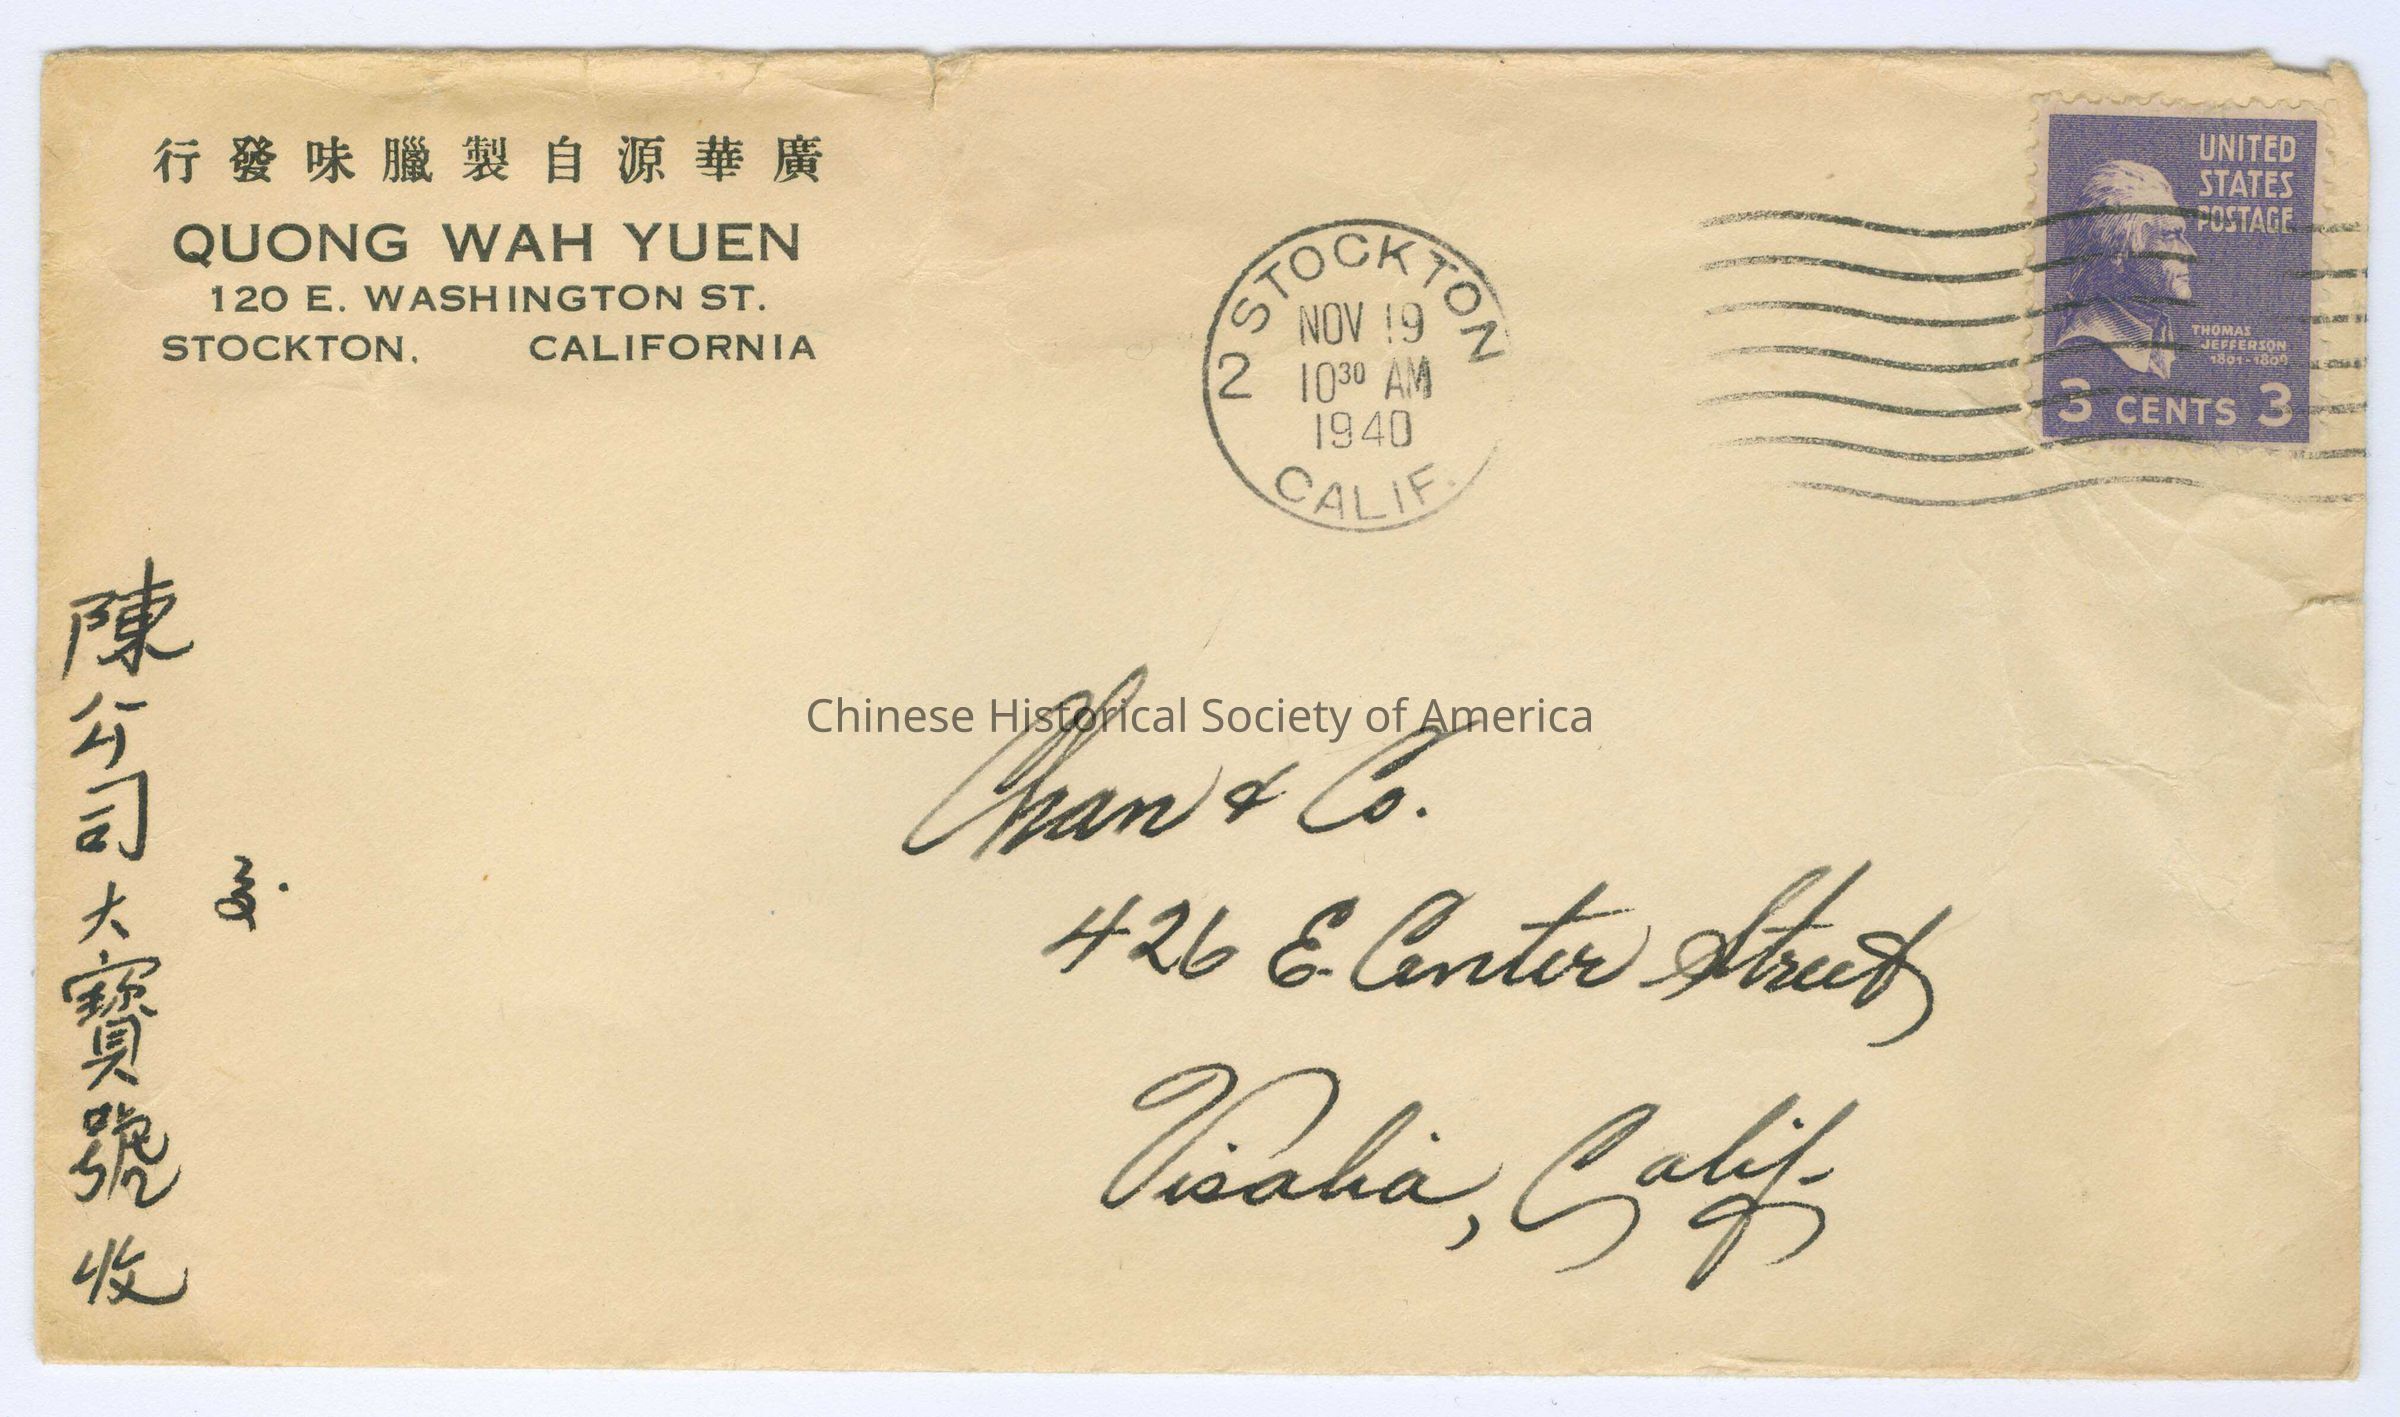 廣華源自製臘味發行
QUONG WAH YUEN
120 E. WASHINGTON ST.
STOCKTON, CALIFORNIA
2 STOCKTON CALIF.
NOV 19
10 30 AM
1940
UNITED
STATES
POSTAGE
THOMAS
JEFFERSON
1801-1809
3 CENTS 3
陳公司大寶號收
Chinese Historical Society of America
Chan & Co.
426 E. Center Street
Visalia, Calif.